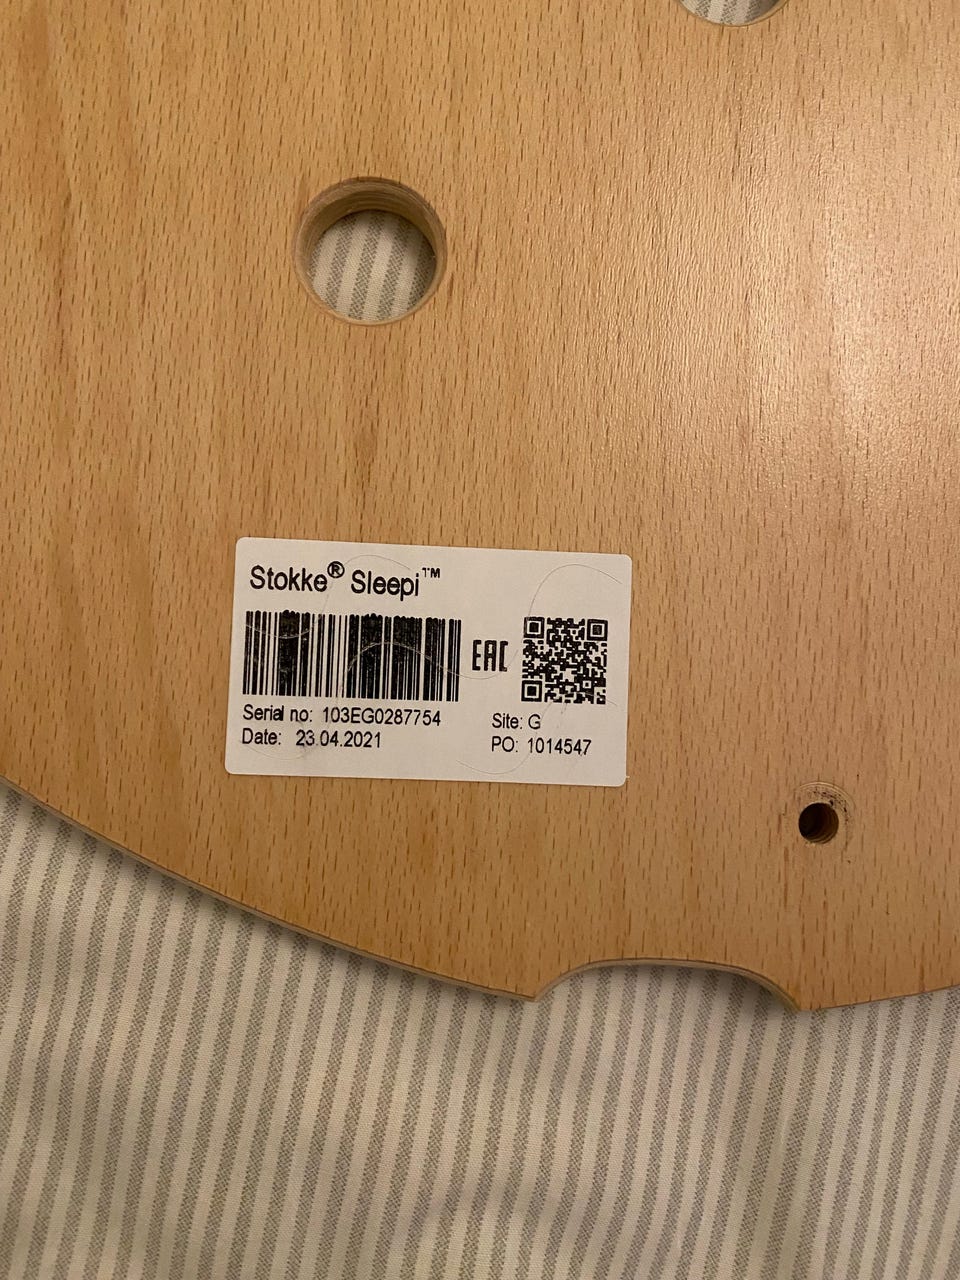 Stokke® Sleepi™
EAC
Serial no: 103EG0287754
Date: 23.04.2021
Site: G
PO: 1014547